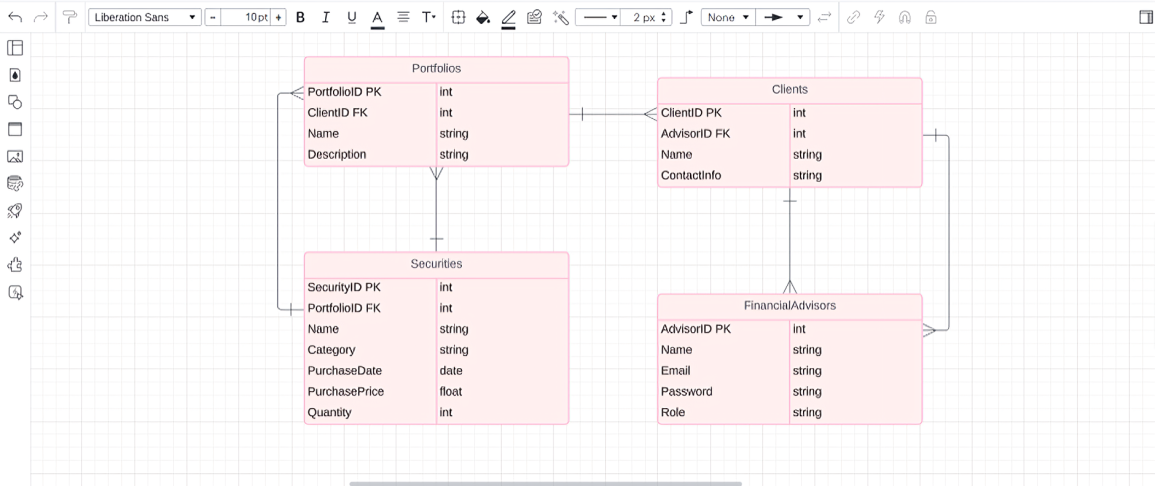 Liberation Sans
- 10 pt +
B I U A T
2 px
None
Portfolios
PortfolioID PK int
ClientID FK int
Name string
Description string
Clients
ClientID PK int
AdvisorID FK int
Name string
ContactInfo string
Securities
SecurityID PK int
PortfolioID FK int
Name string
Category string
PurchaseDate date
PurchasePrice float
Quantity int
FinancialAdvisors
AdvisorID PK int
Name string
Email string
Password string
Role string